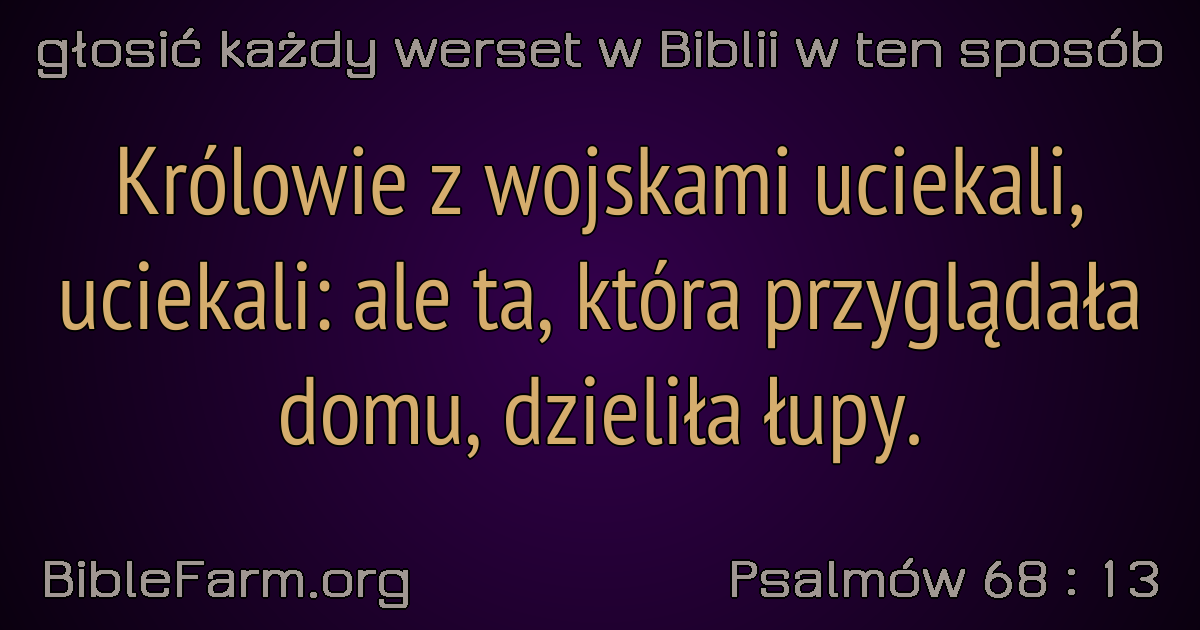 głosić każdy werset w Biblii w ten sposób
Królowie z wojskami uciekali,
uciekali: ale ta, która przyglądała
domu, dzieliła łupy.
BibleFarm.org
Psalmów 68 : 13